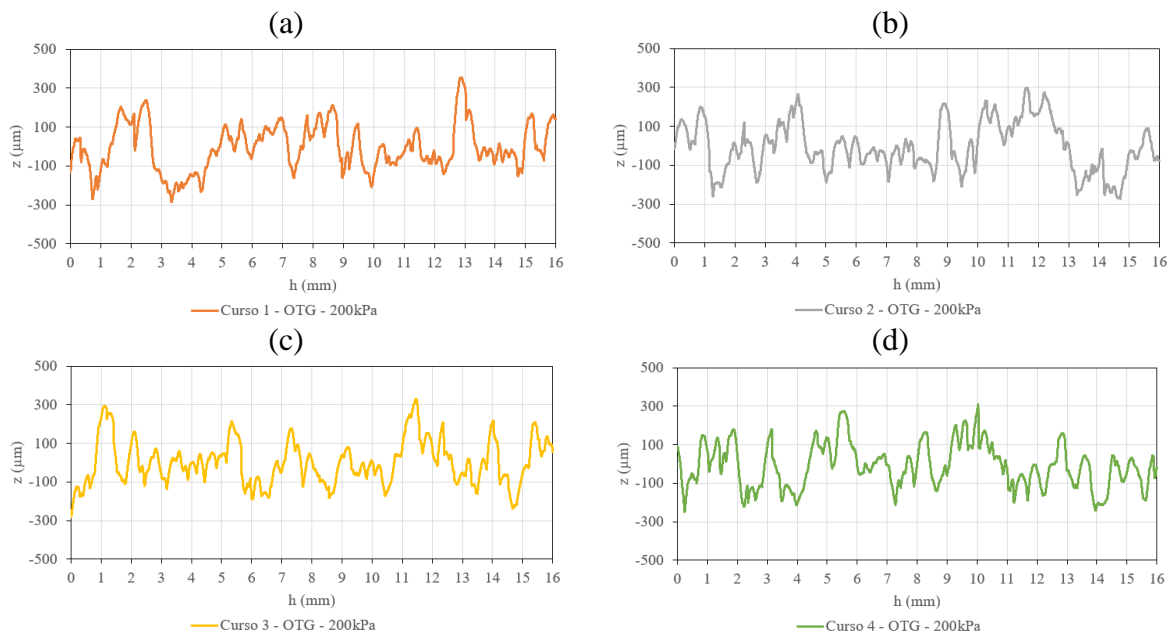 (a)
500
300
100
-100
-300
-500
z (µm)
0 1 2 3 4 5 6 7 8 9 10 11 12 13 14 15 16
h (mm)
Curso 1 - OTG - 200kPa
(b)
500
300
100
-100
-300
-500
z (µm)
0 1 2 3 4 5 6 7 8 9 10 11 12 13 14 15 16
h (mm)
Curso 2 - OTG - 200kPa
(c)
500
300
100
-100
-300
-500
z (µm)
0 1 2 3 4 5 6 7 8 9 10 11 12 13 14 15 16
h (mm)
Curso 3 - OTG - 200kPa
(d)
500
300
100
-100
-300
-500
z (µm)
0 1 2 3 4 5 6 7 8 9 10 11 12 13 14 15 16
h (mm)
Curso 4 - OTG - 200kPa